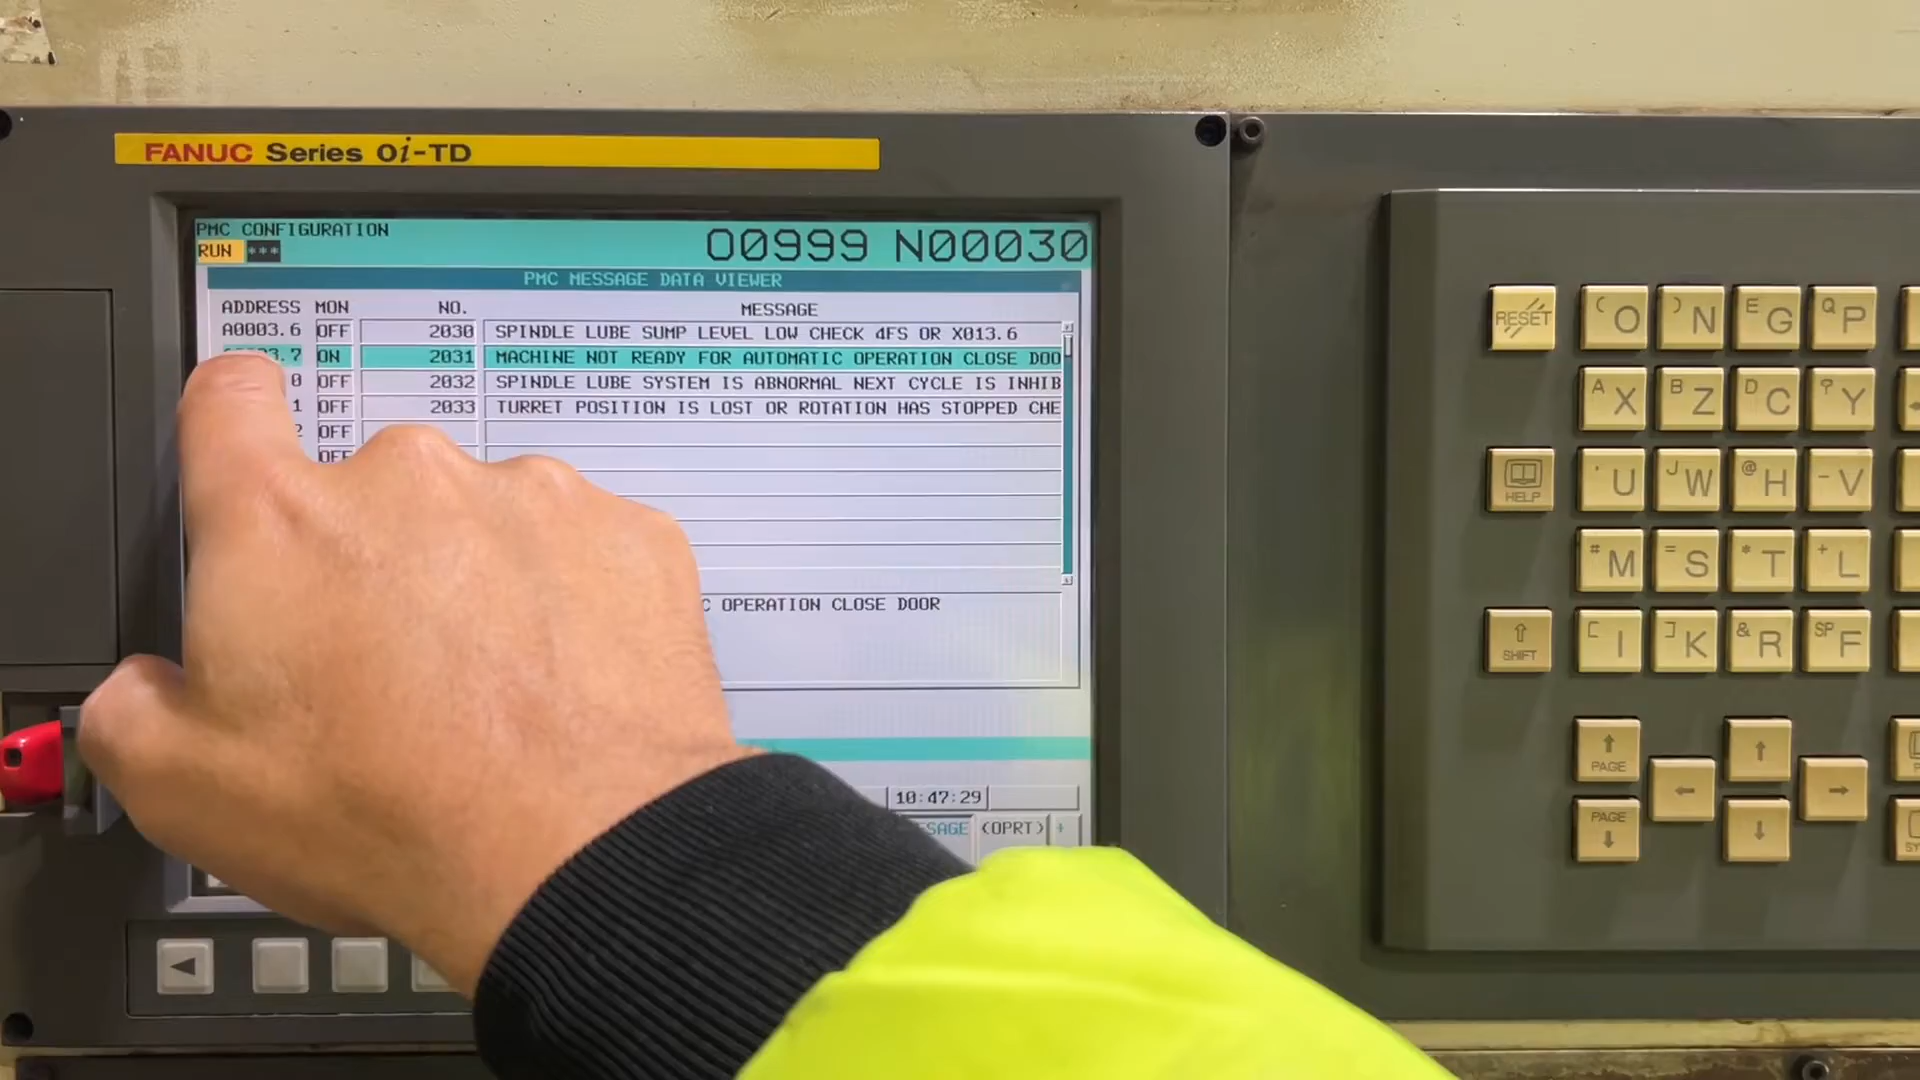 FANUC Series 0i-TD
PMC CONFIGURATION
RUN ***
O0999 N00030
PMC MESSAGE DATA VIEWER
ADDRESS MON NO. MESSAGE
A0003.6 OFF 2030 SPINDLE LUBE SUMP LEVEL LOW CHECK 4FS OR X013.6
3.7 ON 2031 MACHINE NOT READY FOR AUTOMATIC OPERATION CLOSE DOO
0 OFF 2032 SPINDLE LUBE SYSTEM IS ABNORMAL NEXT CYCLE IS INHIB
1 OFF 2033 TURRET POSITION IS LOST OR ROTATION HAS STOPPED CHE
2 OFF
OFF
C OPERATION CLOSE DOOR
10:47:29
SAGE (OPRT) +
RESET ( O ) N E G Q P
A X B Z D C ? Y
HELP ' U J W @ H - V
# M = S * T + L
⇧ SHIFT [ I ] K & R SP F
↑ PAGE ↑
← →
PAGE ↓ ↓